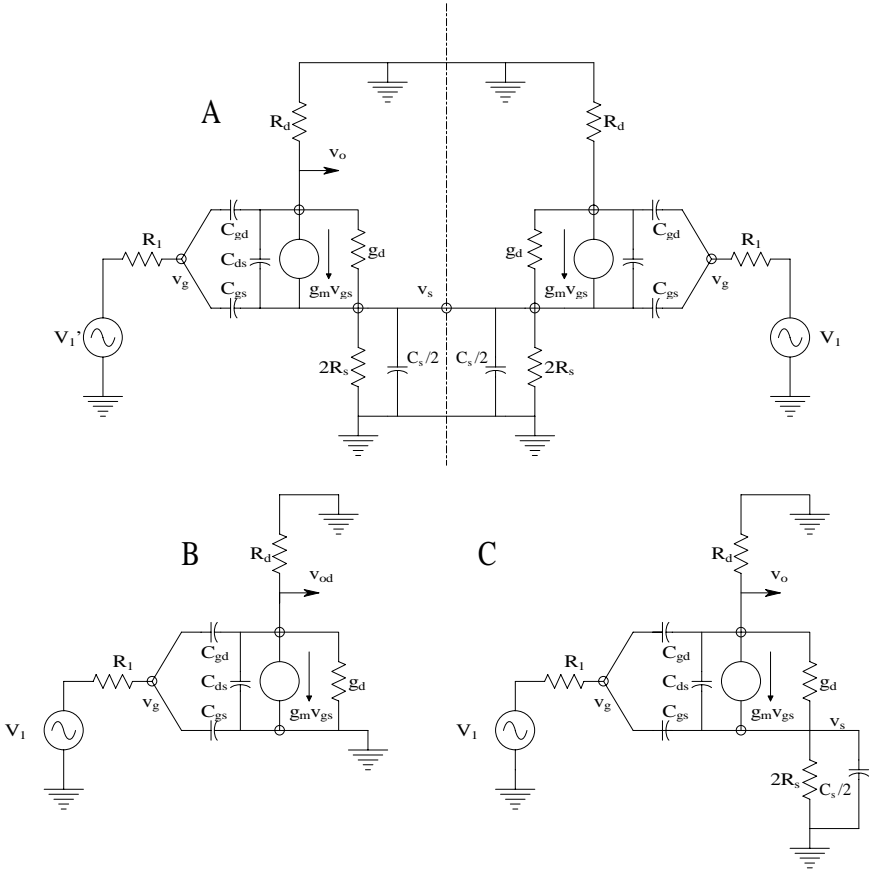 A
R_d
R_d
v_o
C_gd
C_gd
R_1
R_1
C_ds
g_d
g_d
v_g
v_g
C_gs
g_m v_gs
v_s
g_m v_gs
C_gs
V_1'
V_1
2R_s
C_s/2
C_s/2
2R_s
B
C
R_d
R_d
v_od
v_o
R_1
C_gd
R_1
C_gd
C_ds
g_d
C_ds
g_d
v_g
v_g
C_gs
g_m v_gs
C_gs
g_m v_gs
v_s
V_1
V_1
2R_s
C_s/2